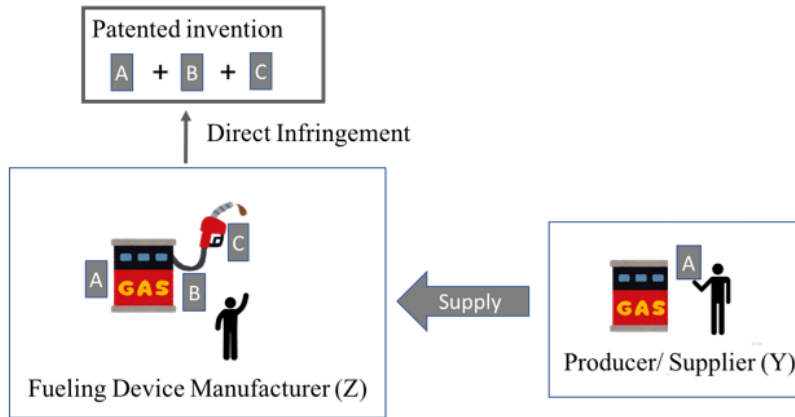 Patented invention
A + B + C
Direct Infringement
A
GAS
B
C
Fueling Device Manufacturer (Z)
Supply
A
GAS
Producer/ Supplier (Y)